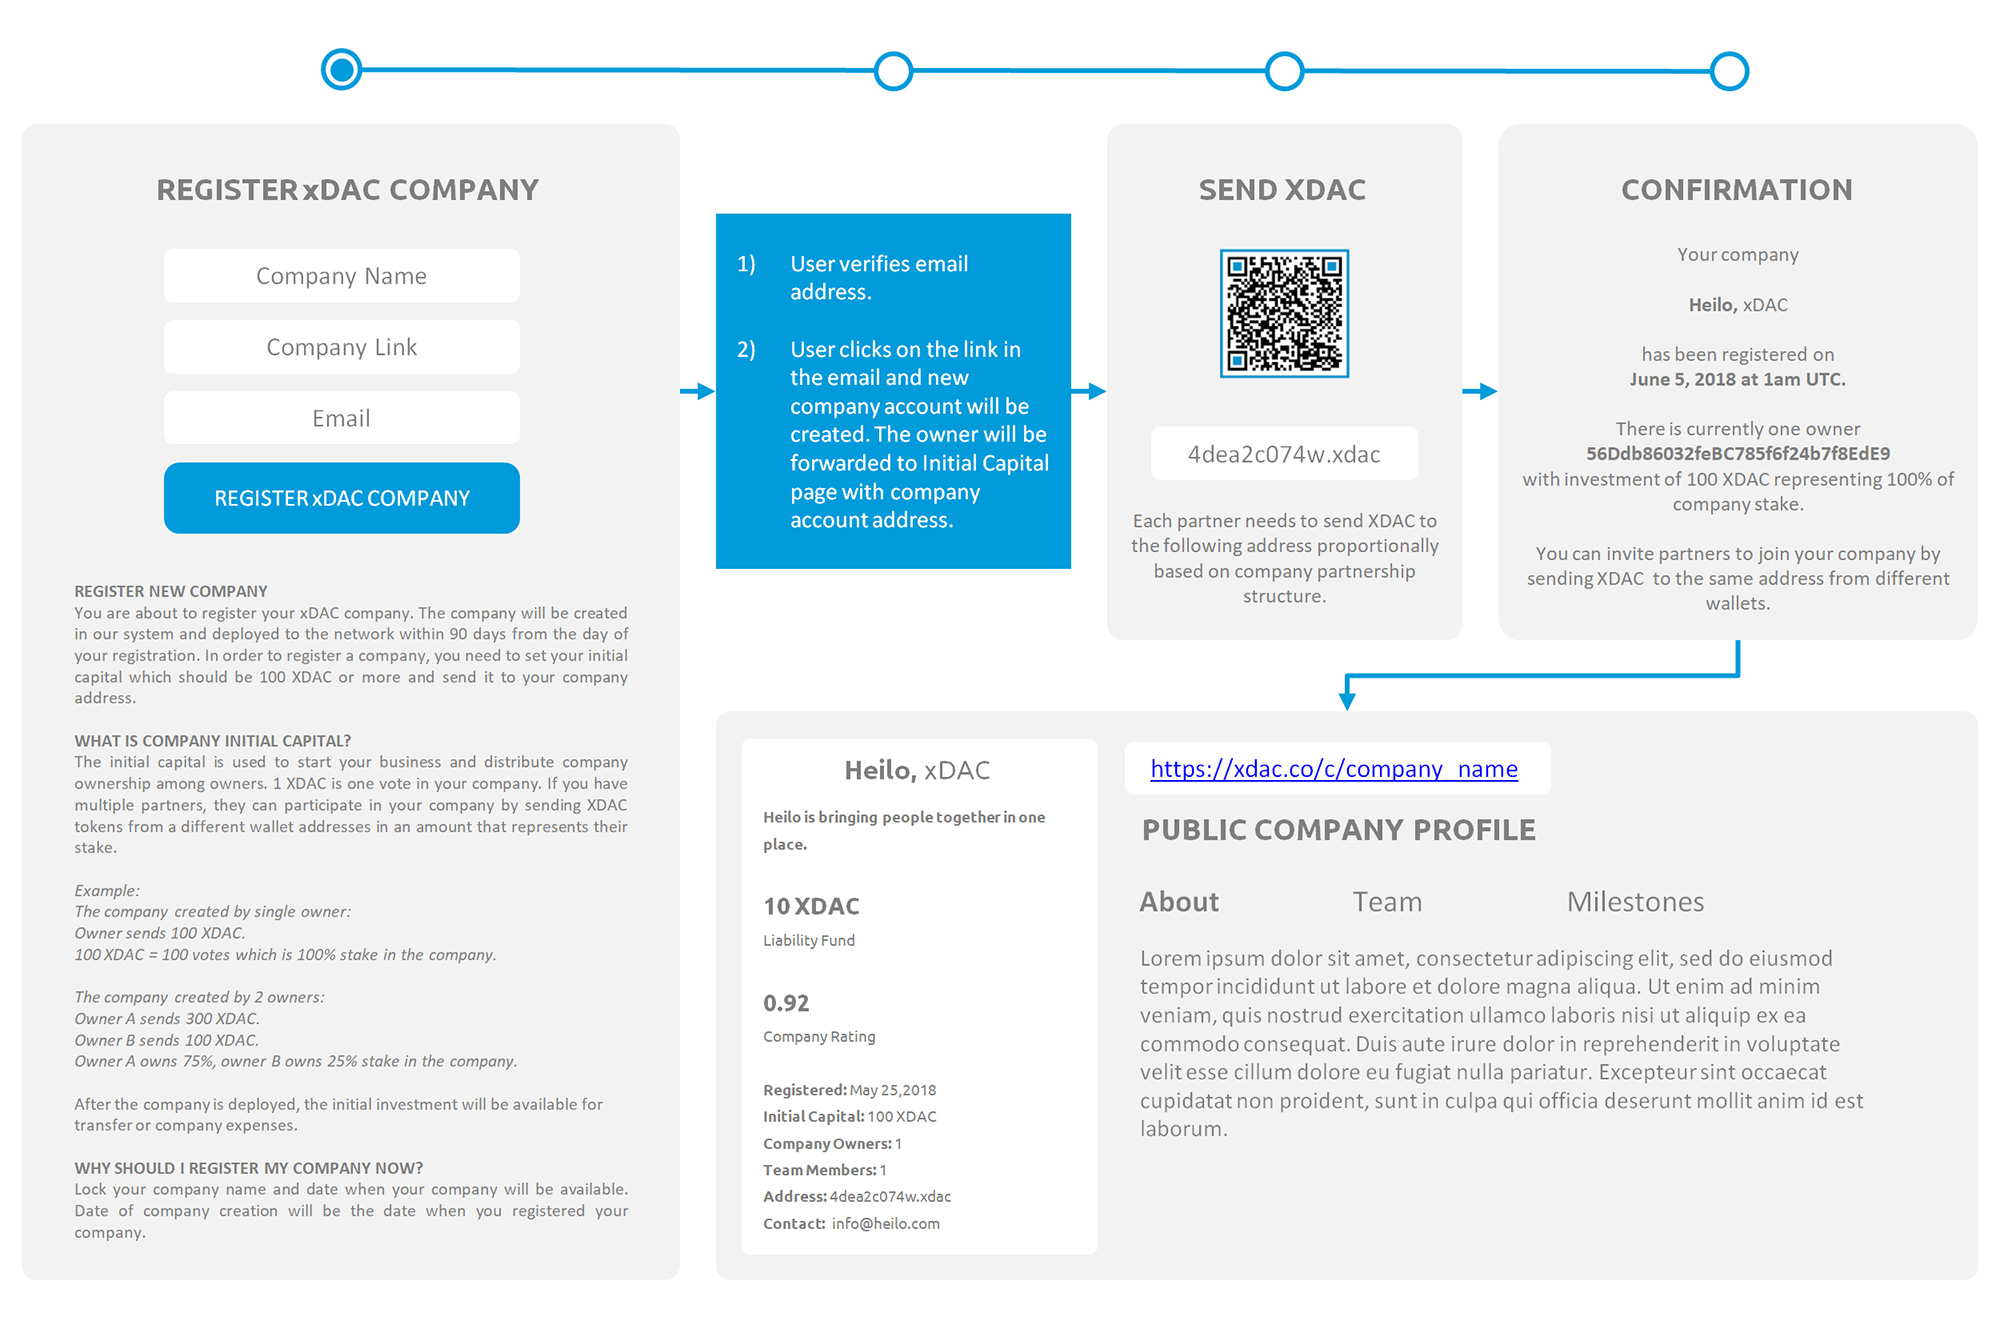 REGISTER xDAC COMPANY
Company Name
Company Link
Email
REGISTER xDAC COMPANY
REGISTER NEW COMPANY
You are about to register your xDAC company. The company will be created
in our system and deployed to the network within 90 days from the day of
your registration. In order to register a company, you need to set your initial
capital which should be 100 XDAC or more and send it to your company
address.
WHAT IS COMPANY INITIAL CAPITAL?
The initial capital is used to start your business and distribute company
ownership among owners. 1 XDAC is one vote in your company. If you have
multiple partners, they can participate in your company by sending XDAC
tokens from a different wallet addresses in an amount that represents their
stake.
Example:
The company created by single owner:
Owner sends 100 XDAC.
100 XDAC = 100 votes which is 100% stake in the company.
The company created by 2 owners:
Owner A sends 300 XDAC.
Owner B sends 100 XDAC.
Owner A owns 75%, owner B owns 25% stake in the company.
After the company is deployed, the initial investment will be available for
transfer or company expenses.
WHY SHOULD I REGISTER MY COMPANY NOW?
Lock your company name and date when your company will be available.
Date of company creation will be the date when you registered your
company.
1) User verifies email
address.
2) User clicks on the link in
the email and new
company account will be
created. The owner will be
forwarded to Initial Capital
page with company
account address.
SEND XDAC
4dea2c074w.xdac
Each partner needs to send XDAC to
the following address proportionally
based on company partnership
structure.
CONFIRMATION
Your company
Heilo, xDAC
has been registered on
June 5, 2018 at 1am UTC.
There is currently one owner
56Ddb86032feBC785f6f24b7f8EdE9
with investment of 100 XDAC representing 100% of
company stake.
You can invite partners to join your company by
sending XDAC to the same address from different
wallets.
Heilo, xDAC
Heilo is bringing people together in one
place.
10 XDAC
Liability Fund
0.92
Company Rating
Registered: May 25,2018
Initial Capital: 100 XDAC
Company Owners: 1
Team Members: 1
Address: 4dea2c074w.xdac
Contact: info@heilo.com
https://xdac.co/c/company_name
PUBLIC COMPANY PROFILE
About Team Milestones
Lorem ipsum dolor sit amet, consectetur adipiscing elit, sed do eiusmod
tempor incididunt ut labore et dolore magna aliqua. Ut enim ad minim
veniam, quis nostrud exercitation ullamco laboris nisi ut aliquip ex ea
commodo consequat. Duis aute irure dolor in reprehenderit in voluptate
velit esse cillum dolore eu fugiat nulla pariatur. Excepteur sint occaecat
cupidatat non proident, sunt in culpa qui officia deserunt mollit anim id est
laborum.